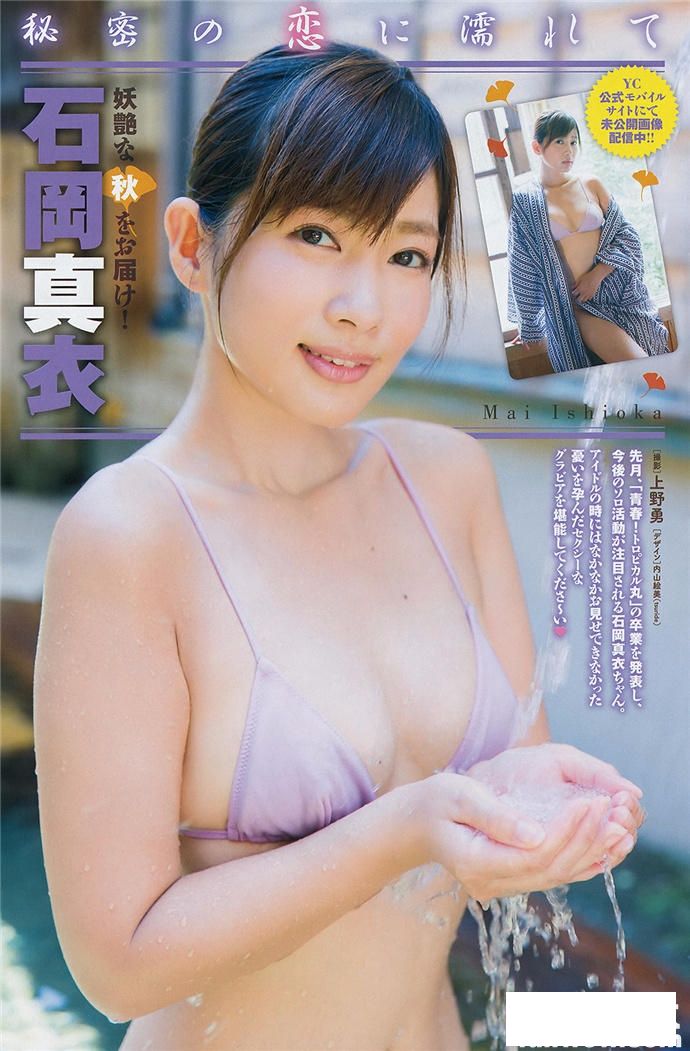 秘密の恋に濡れて
妖艶な秋をお届け!
石岡真衣
YC
公式モバイル
サイトにて
未公開画像
配信中!!
Mai Ishioka
[撮影]上野勇 [デザイン]内山絵美(tsuride)
先月、「青春!トロピカル丸」の卒業を発表し、
今後のソロ活動が注目される石岡真衣ちゃん。
アイドルの時にはなかなかお見せできなかった
憂いを孕んだセクシーな
グラビアを堪能してくださ〜い♥